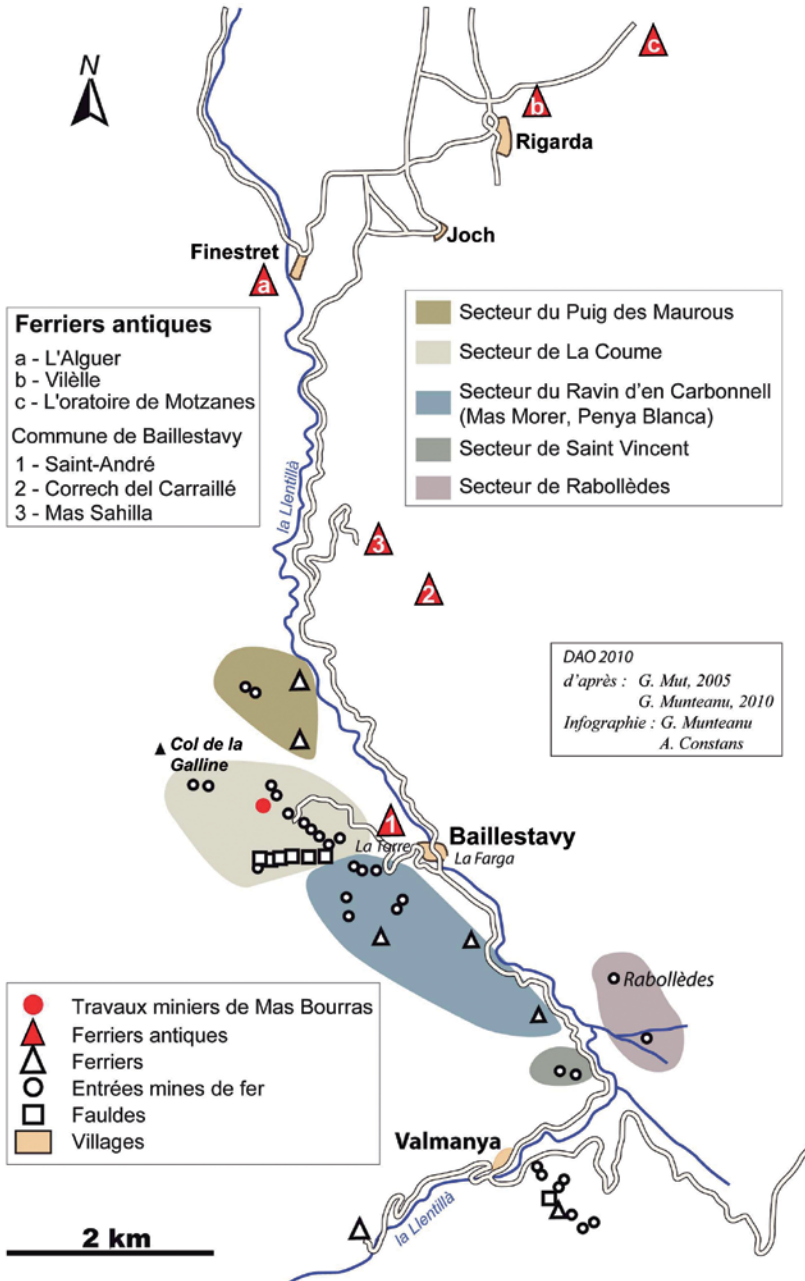 N
c
b
Rigarda
Joch
Finestret
a
Ferriers antiques
a - L'Alguer
b - Vilèlle
c - L'oratoire de Motzanes
Commune de Baillestavy
1 - Saint-André
2 - Correch del Carraillé
3 - Mas Sahilla
Secteur du Puig des Maurous
Secteur de La Coume
Secteur du Ravin d'en Carbonnell
(Mas Morer, Penya Blanca)
Secteur de Saint Vincent
Secteur de Rabollèdes
la Llentillà
3
2
DAO 2010
d'après : G. Mut, 2005
G. Munteanu, 2010
Infographie : G. Munteanu
A. Constans
Col de la
Galline
1
La Torre
Baillestavy
La Farga
Rabollèdes
Travaux miniers de Mas Bourras
Ferriers antiques
Ferriers
Entrées mines de fer
Fauldes
Villages
Valmanya
la Llentillà
2 km